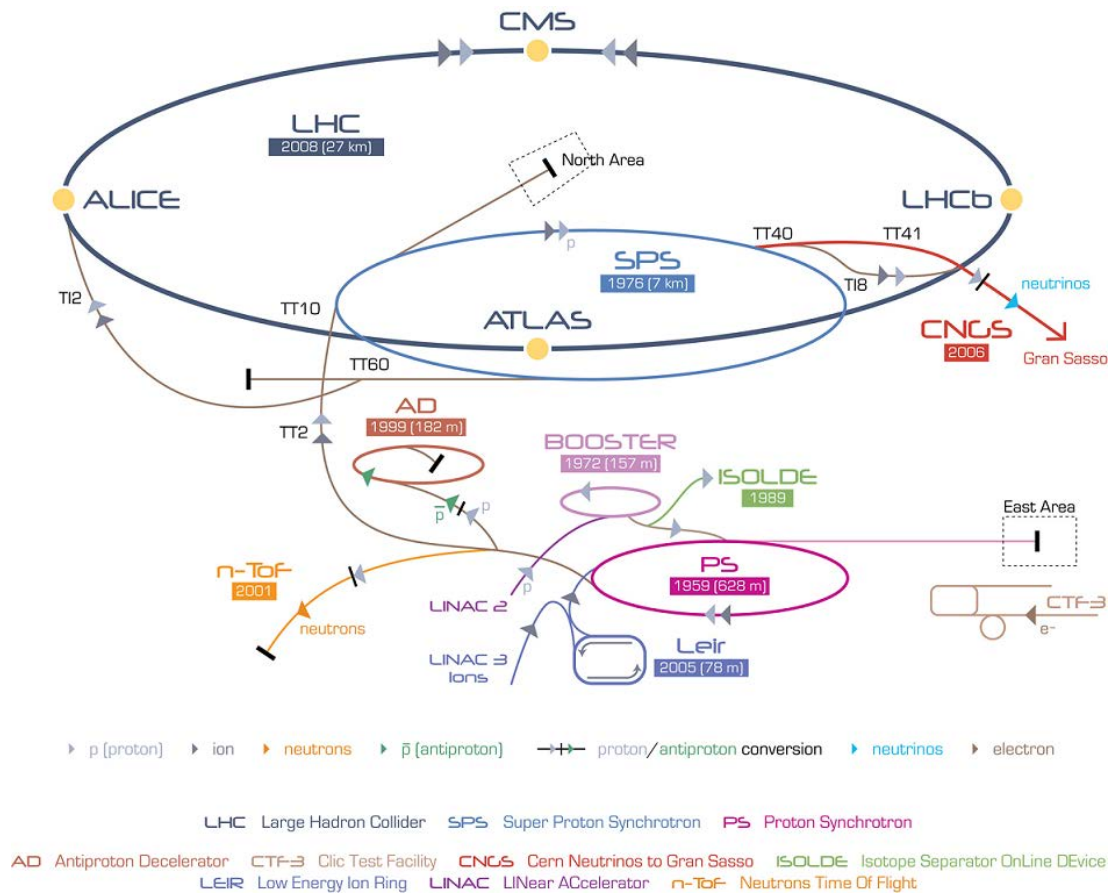 CMS
LHC
2008 (27 km)
North Area
ALICE
LHCb
TT40
TT41
p
SPS
1976 (7 km)
TI8
neutrinos
TI2
TT10
ATLAS
CNGS
2006
Gran Sasso
TT60
AD
1999 (182 m)
TT2
BOOSTER
1972 (157 m)
ISOLDE
1989
p̄
p
East Area
n-ToF
2001
PS
1959 (628 m)
p
LINAC 2
neutrons
CTF-3
e-
LINAC 3
Ions
Leir
2005 (78 m)
p (proton) ion neutrons p̄ (antiproton) proton/antiproton conversion neutrinos electron
LHC Large Hadron Collider SPS Super Proton Synchrotron PS Proton Synchrotron
AD Antiproton Decelerator CTF-3 Clic Test Facility CNGS Cern Neutrinos to Gran Sasso ISOLDE Isotope Separator OnLine DEvice
LEIR Low Energy Ion Ring LINAC LINear ACcelerator n-ToF Neutrons Time Of Flight